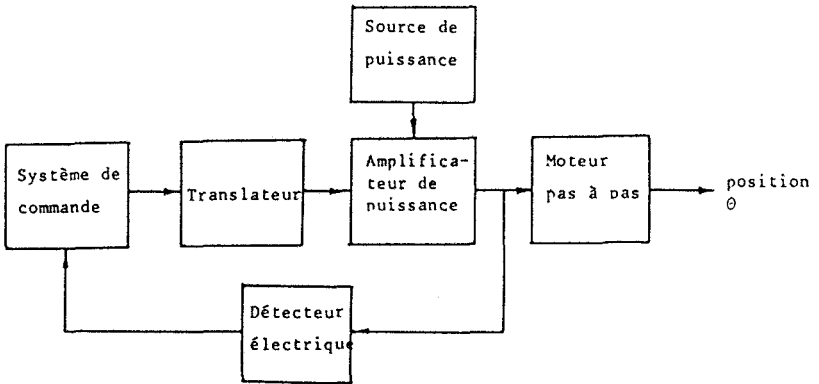 Source de
puissance
Système de
commande
Translateur
Amplifica-
teur de
puissance
Moteur
pas à pas
position
θ
Détecteur
électrique